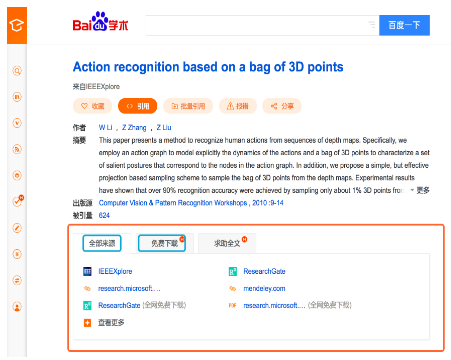 Bai du 学术
百度一下
Action recognition based on a bag of 3D points
来自IEEEXplore
收藏 <> 引用 批量引用 报错 分享
作者 W Li , Z Zhang , Z Liu
摘要 This paper presents a method to recognize human actions from sequences of depth maps. Specifically, we
employ an action graph to model explicitly the dynamics of the actions and a bag of 3D points to characterize a set
of salient postures that correspond to the nodes in the action graph. In addition, we propose a simple, but effective
projection based sampling scheme to sample the bag of 3D points from the depth maps. Experimental results
have shown that over 90% recognition accuracy were achieved by sampling only about 1% 3D points fro 更多
出版源 Computer Vision & Pattern Recognition Workshops , 2010 :9-14
被引量 624
全部来源 免费下载 求助全文
IEEEXplore ResearchGate
research.microsoft.... mendeley.com
ResearchGate (全网免费下载) research.microsoft.... (全网免费下载)
查看更多